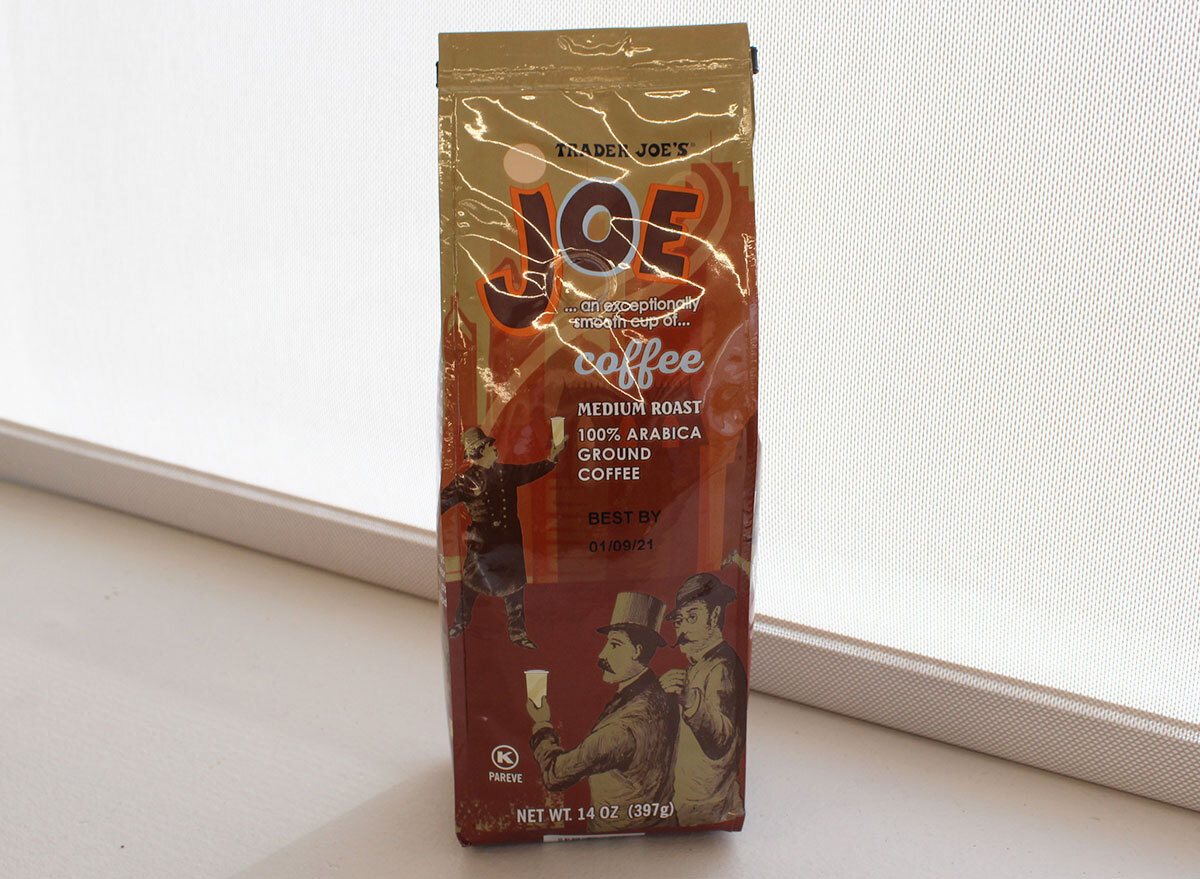 TRADER JOE'S
JOE
... an exceptionally
smooth cup of...
coffee
MEDIUM ROAST
100% ARABICA
GROUND
COFFEE
BEST BY
01/09/21
K
PAREVE
NET WT. 14 OZ (397g)